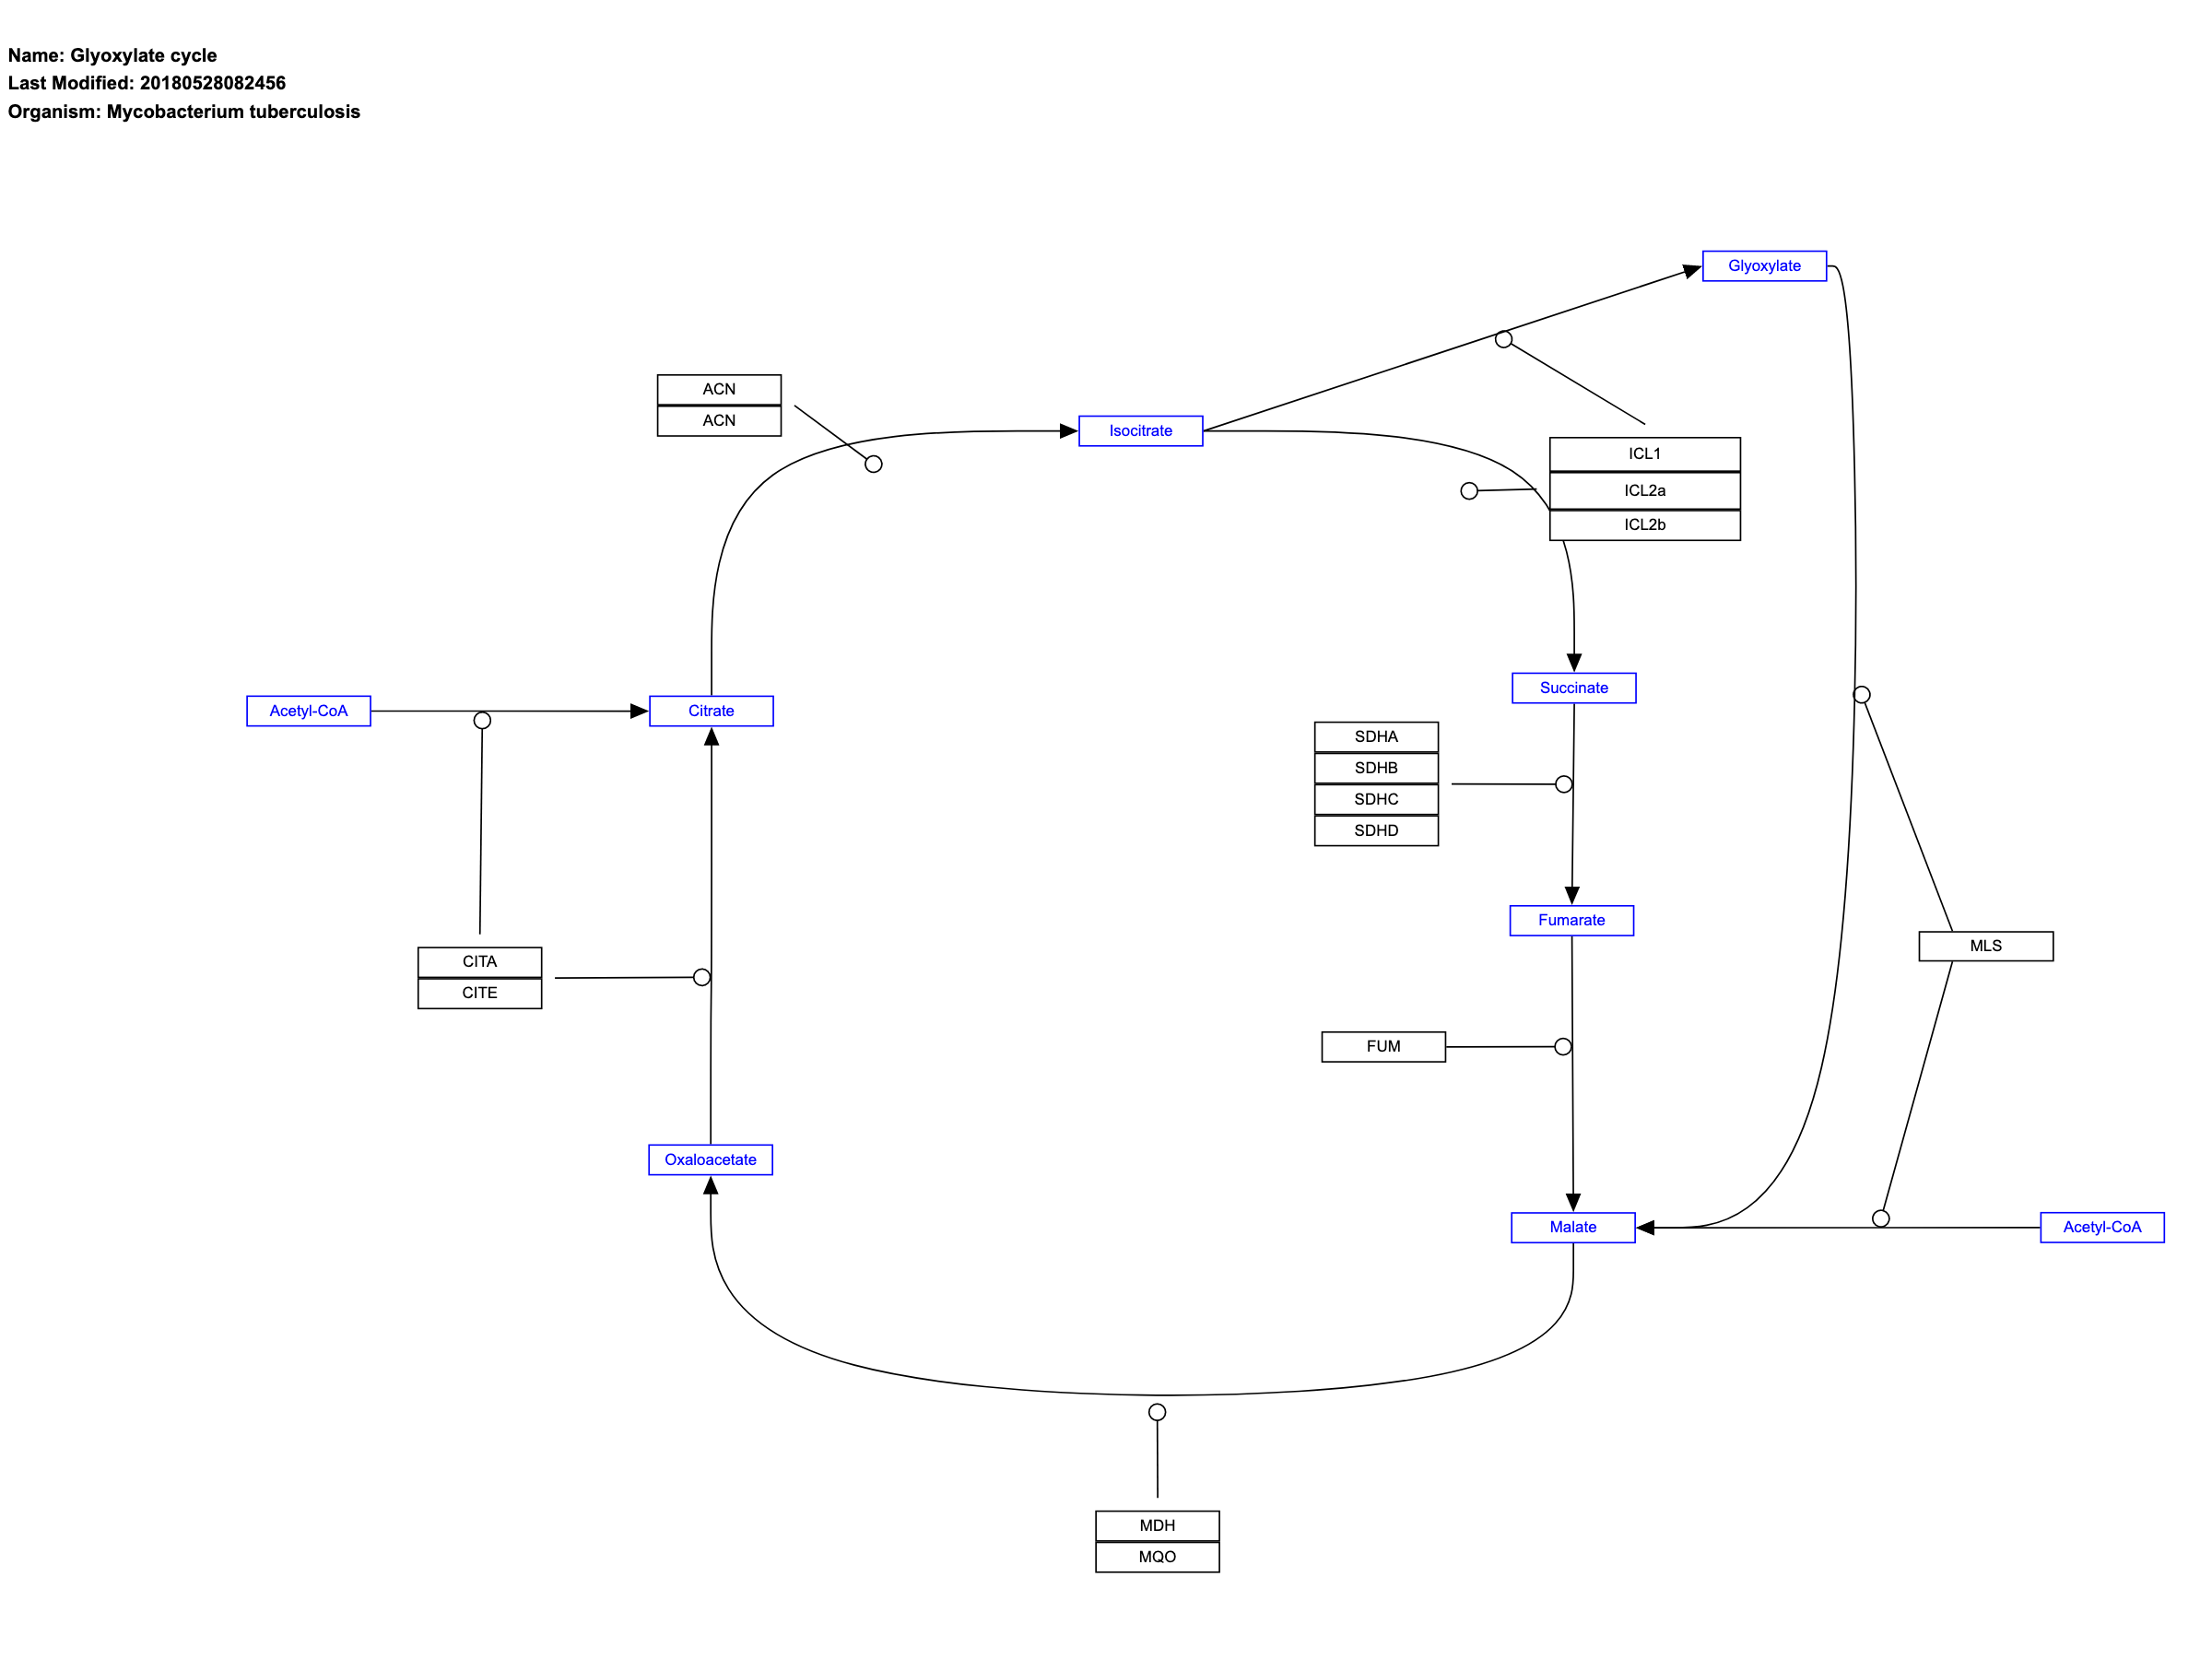 Name: Glyoxylate cycle
Last Modified: 20180528082456
Organism: Mycobacterium tuberculosis
Glyoxylate
ACN
ACN
Isocitrate
ICL1
ICL2a
ICL2b
Succinate
Acetyl-CoA
Citrate
SDHA
SDHB
SDHC
SDHD
Fumarate
MLS
CITA
CITE
FUM
Oxaloacetate
Malate
Acetyl-CoA
MDH
MQO